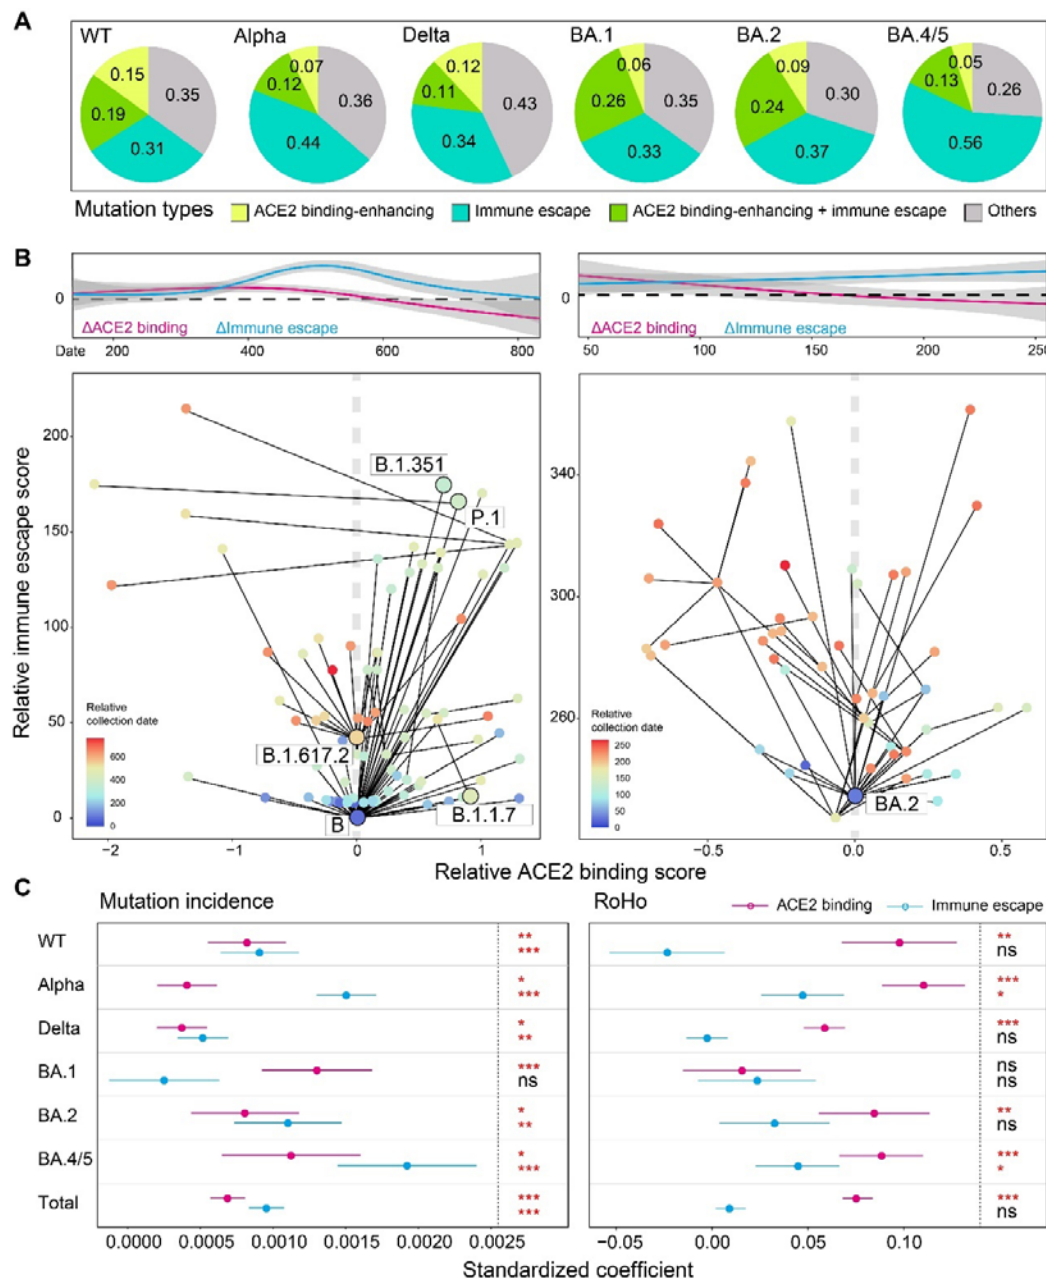 A
WT Alpha Delta BA.1 BA.2 BA.4/5
0.15 0.35 0.19 0.31
0.07 0.12 0.36 0.44
0.12 0.11 0.43 0.34
0.06 0.26 0.35 0.33
0.09 0.24 0.30 0.37
0.05 0.13 0.26 0.56
Mutation types ACE2 binding-enhancing Immune escape ACE2 binding-enhancing + immune escape Others
B
0 0
ΔACE2 binding ΔImmune escape ΔACE2 binding ΔImmune escape
Date 200 400 600 800 50 100 150 200 250
Relative immune escape score
200
150
100
50
0
B.1.351
P.1
B.1.617.2
B
B.1.1.7
Relative
collection date
600
400
200
0
−2 −1 0 1
340
300
260
Relative
collection date
200
150
100
50
0
BA.2
−0.5 0.0 0.5
Relative ACE2 binding score
C
Mutation incidence RoHo ACE2 binding Immune escape
WT ** **
*** ns
Alpha * ***
*** *
Delta * ***
** ns
BA.1 *** ns
ns ns
BA.2 * **
** ns
BA.4/5 * ***
*** *
Total *** ***
*** ns
0.0000 0.0005 0.0010 0.0015 0.0020 0.0025 −0.05 0.00 0.05 0.10
Standardized coefficient